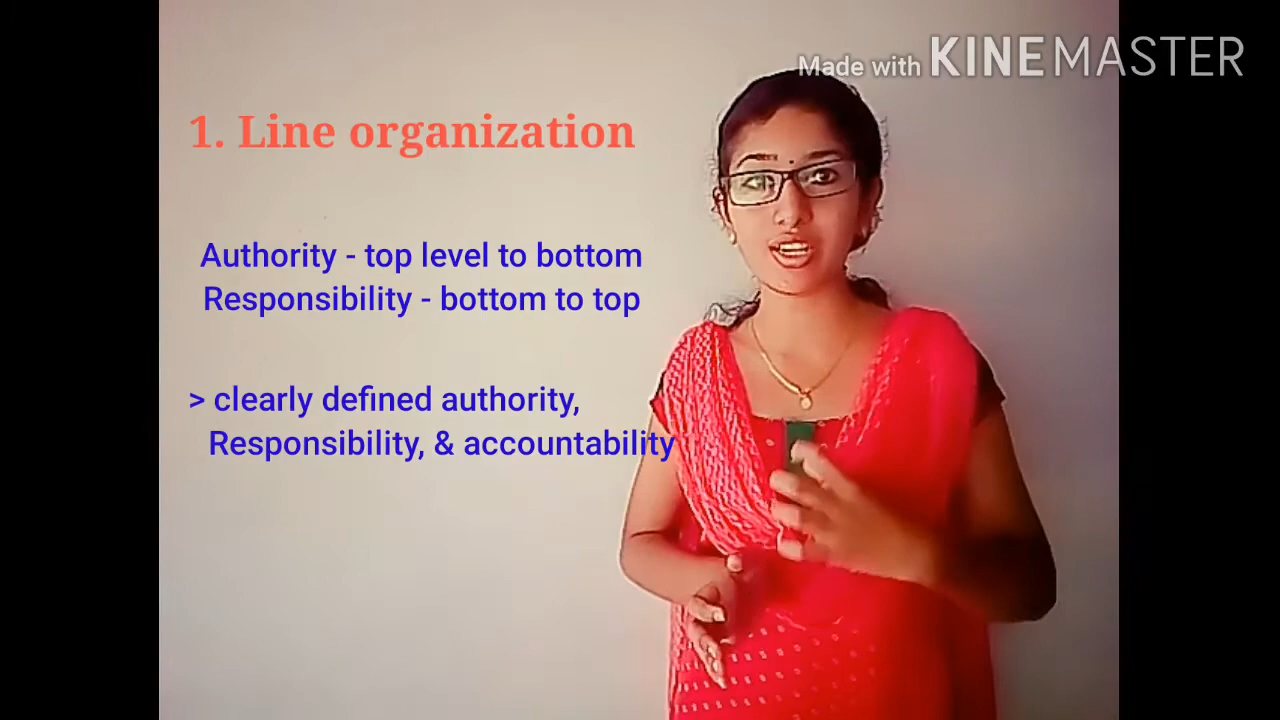 Made with KINEMASTER
1. Line organization
Authority - top level to bottom
Responsibility - bottom to top
> clearly defined authority,
Responsibility, & accountability